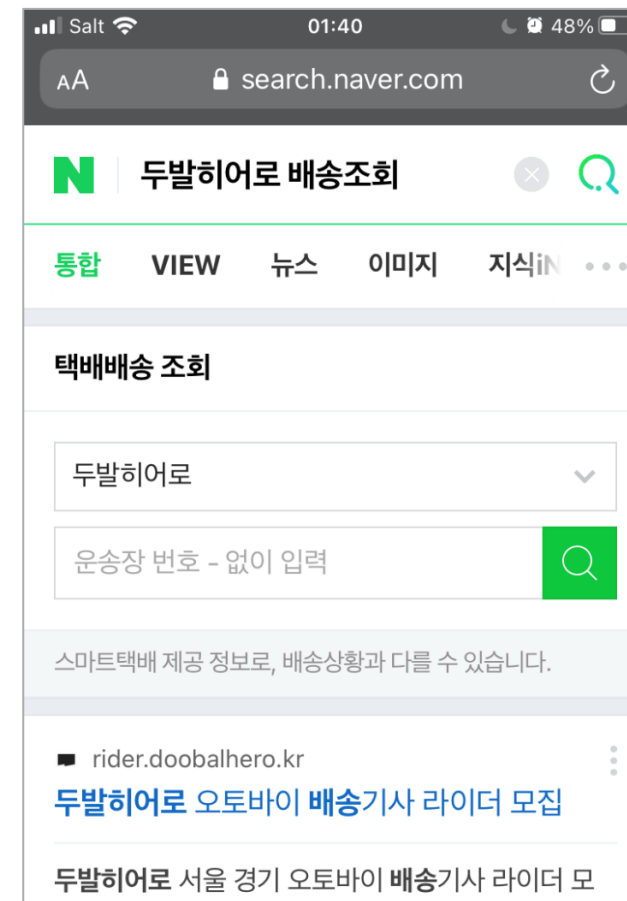 Salt 01:40 48%
AA search.naver.com
N 두발히어로 배송조회
통합 VIEW 뉴스 이미지 지식iN
택배배송 조회
두발히어로
운송장 번호 - 없이 입력
스마트택배 제공 정보로, 배송상황과 다를 수 있습니다.
rider.doobalhero.kr
두발히어로 오토바이 배송기사 라이더 모집
두발히어로 서울 경기 오토바이 배송기사 라이더 모